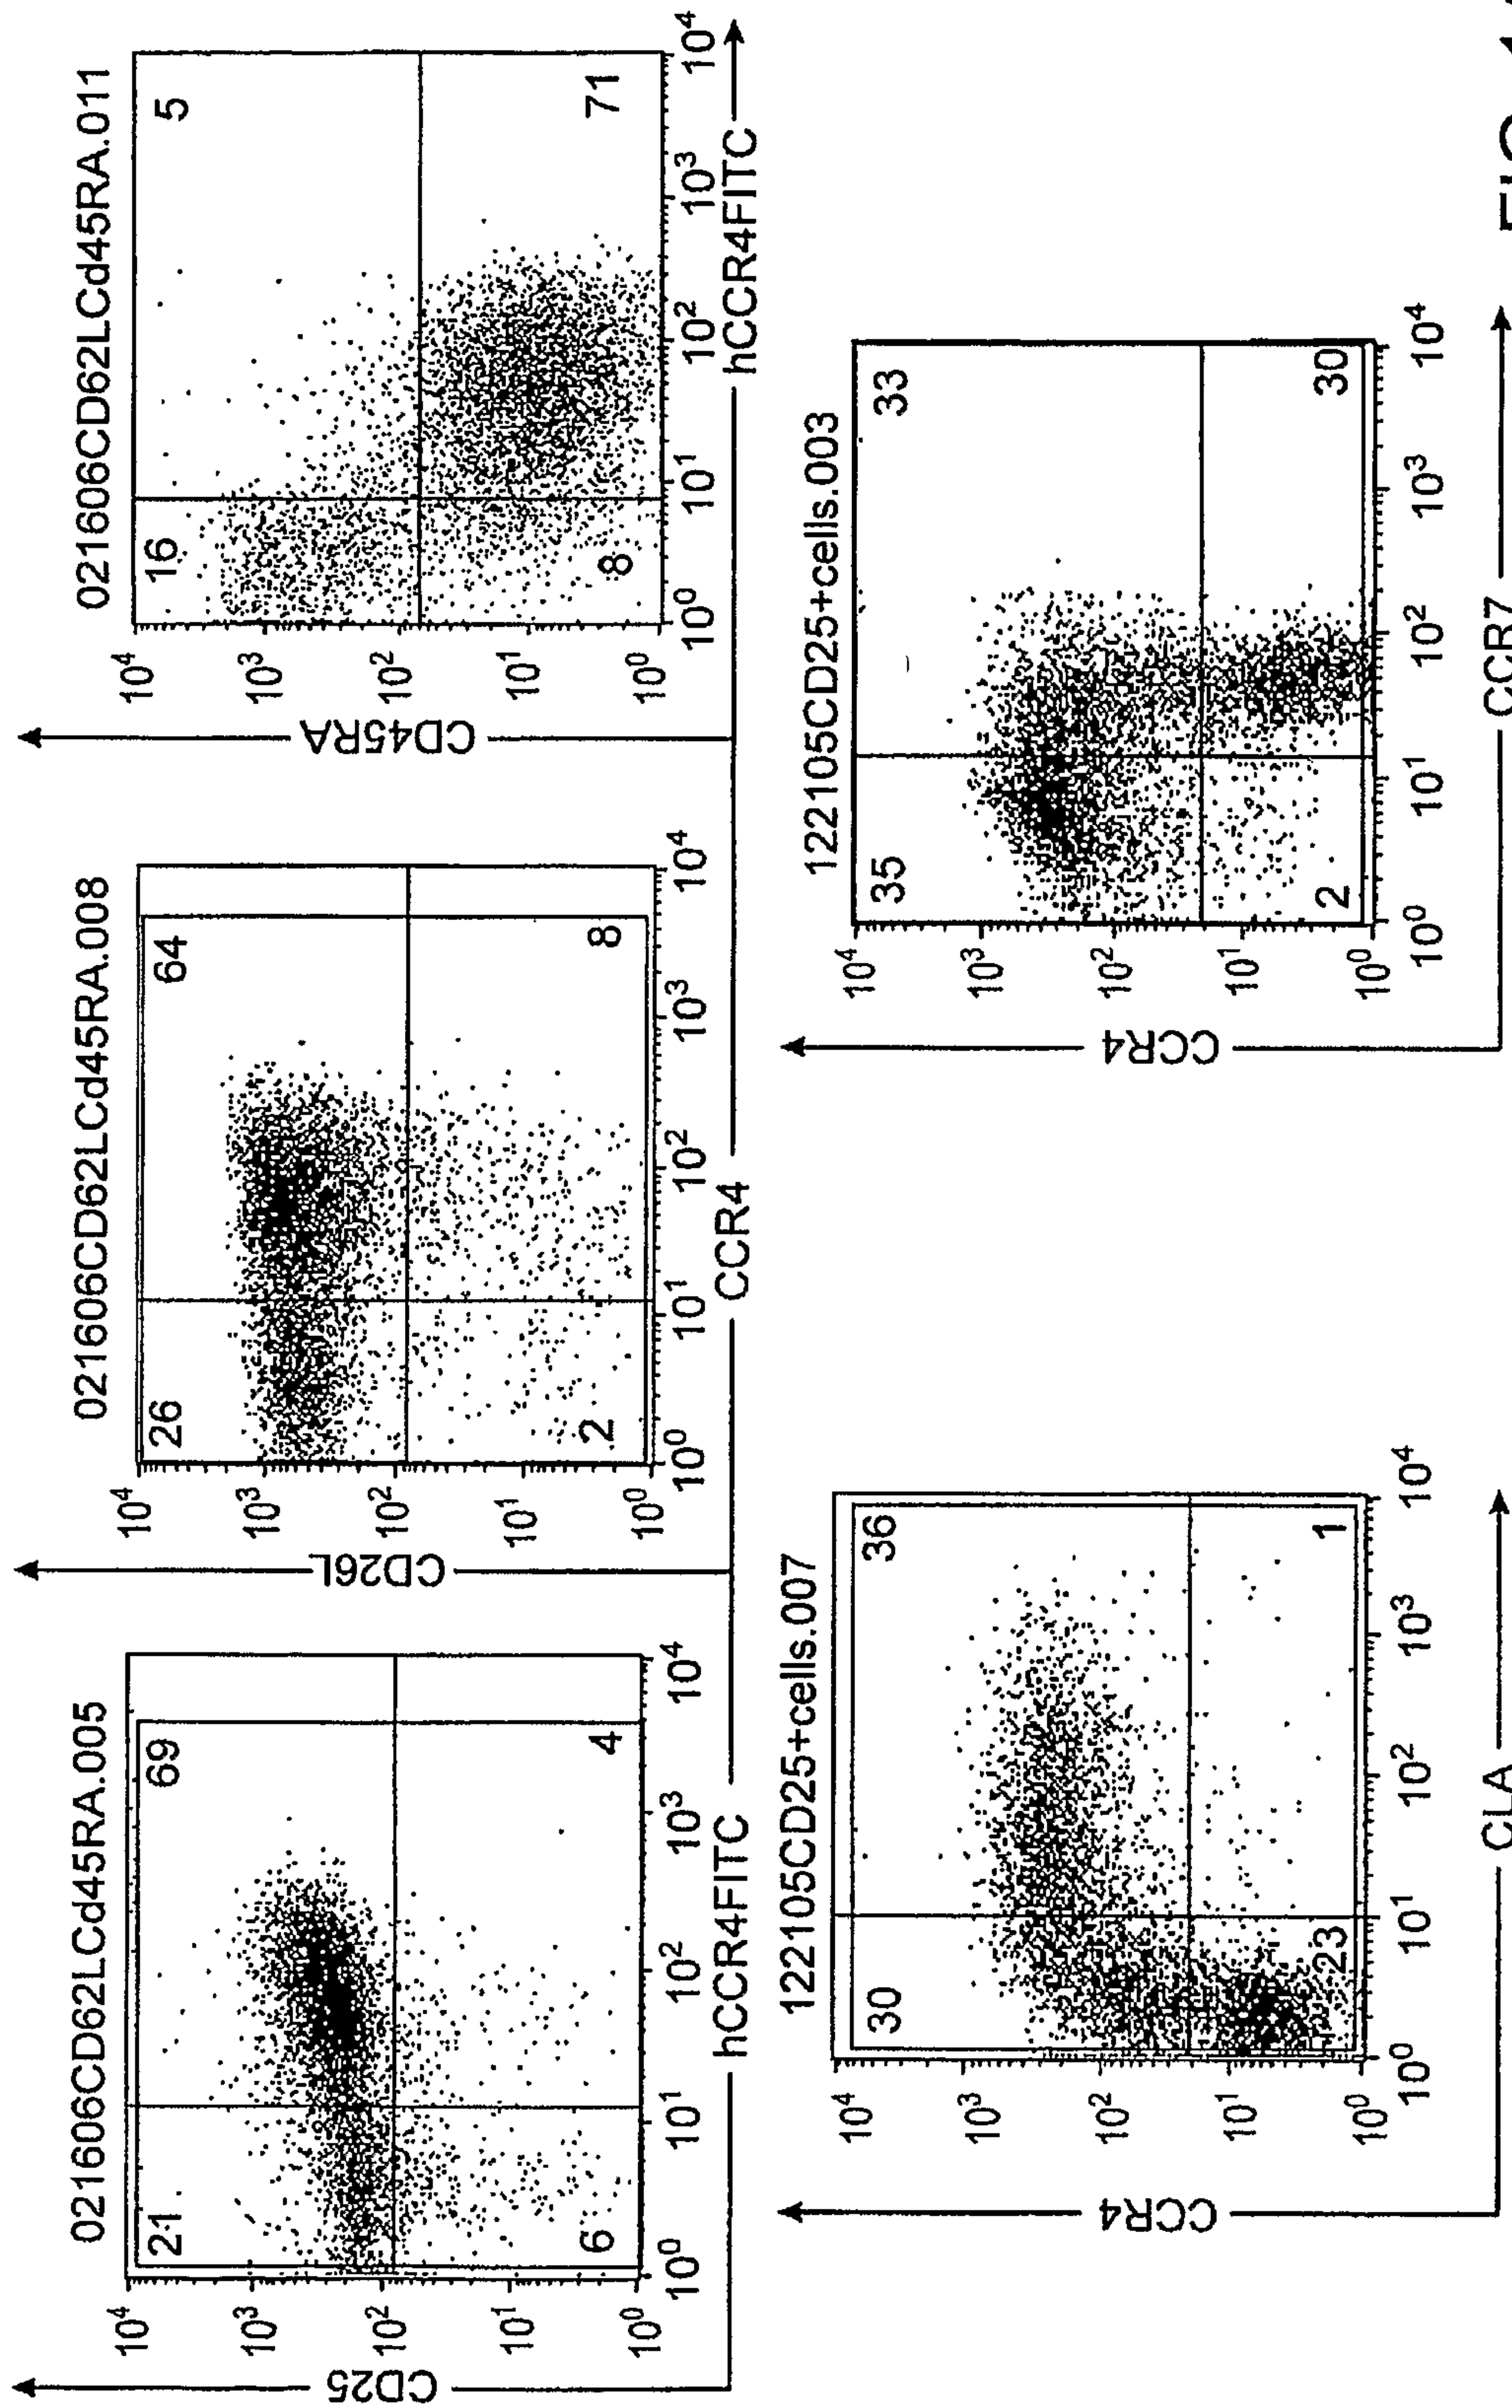 021606CD62LCd45RA.005
CD25
10⁴
10³
10²
10¹
10⁰
21
69
6
4
10⁰ 10¹ 10² 10³ 10⁴
hCCR4FITC
021606CD62LCd45RA.008
CD26L
10⁴
10³
10²
10¹
10⁰
26
64
2
8
10⁰ 10¹ 10² 10³ 10⁴
CCR4
021606CD62LCd45RA.011
CD45RA
10⁴
10³
10²
10¹
10⁰
16
5
8
71
10⁰ 10¹ 10² 10³ 10⁴
hCCR4FITC
122105CD25+cells.007
CCR4
10⁴
10³
10²
10¹
10⁰
30
36
23
1
10⁰ 10¹ 10² 10³ 10⁴
CLA
122105CD25+cells.003
CCR4
10⁴
10³
10²
10¹
10⁰
35
33
2
30
10⁰ 10¹ 10² 10³ 10⁴
CCR7
FIG.